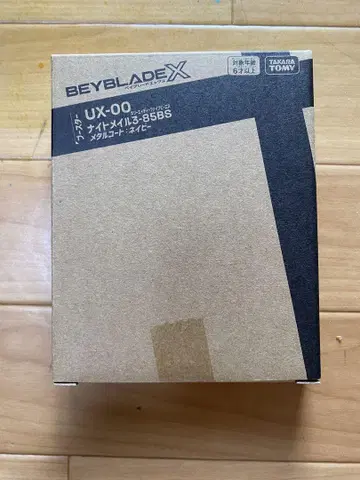 BEYBLADE X
ベイブレードエックス
対象年齢
6才以上
TAKARA
TOMY
ブースター
UX-00
ナイトメイル3-85BS
メタルコート：ネイビー